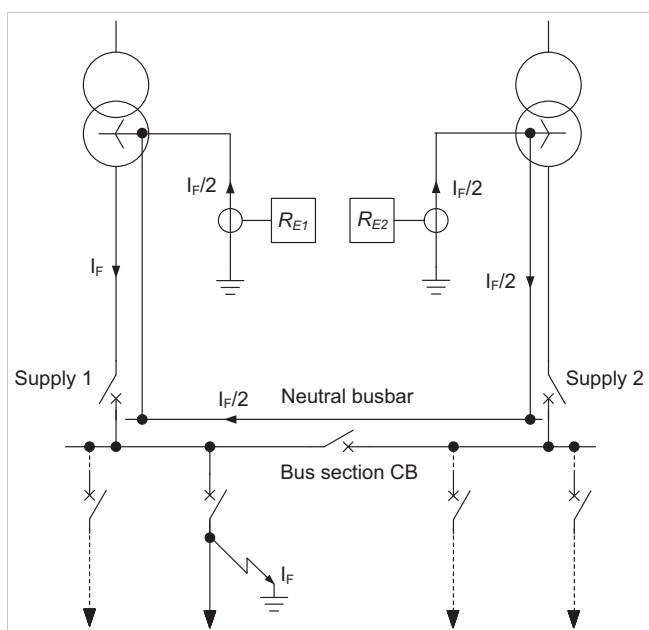 I_F/2
I_F/2
R_E1
R_E2
I_F
I_F/2
Supply 1
Supply 2
I_F/2
Neutral busbar
Bus section CB
I_F